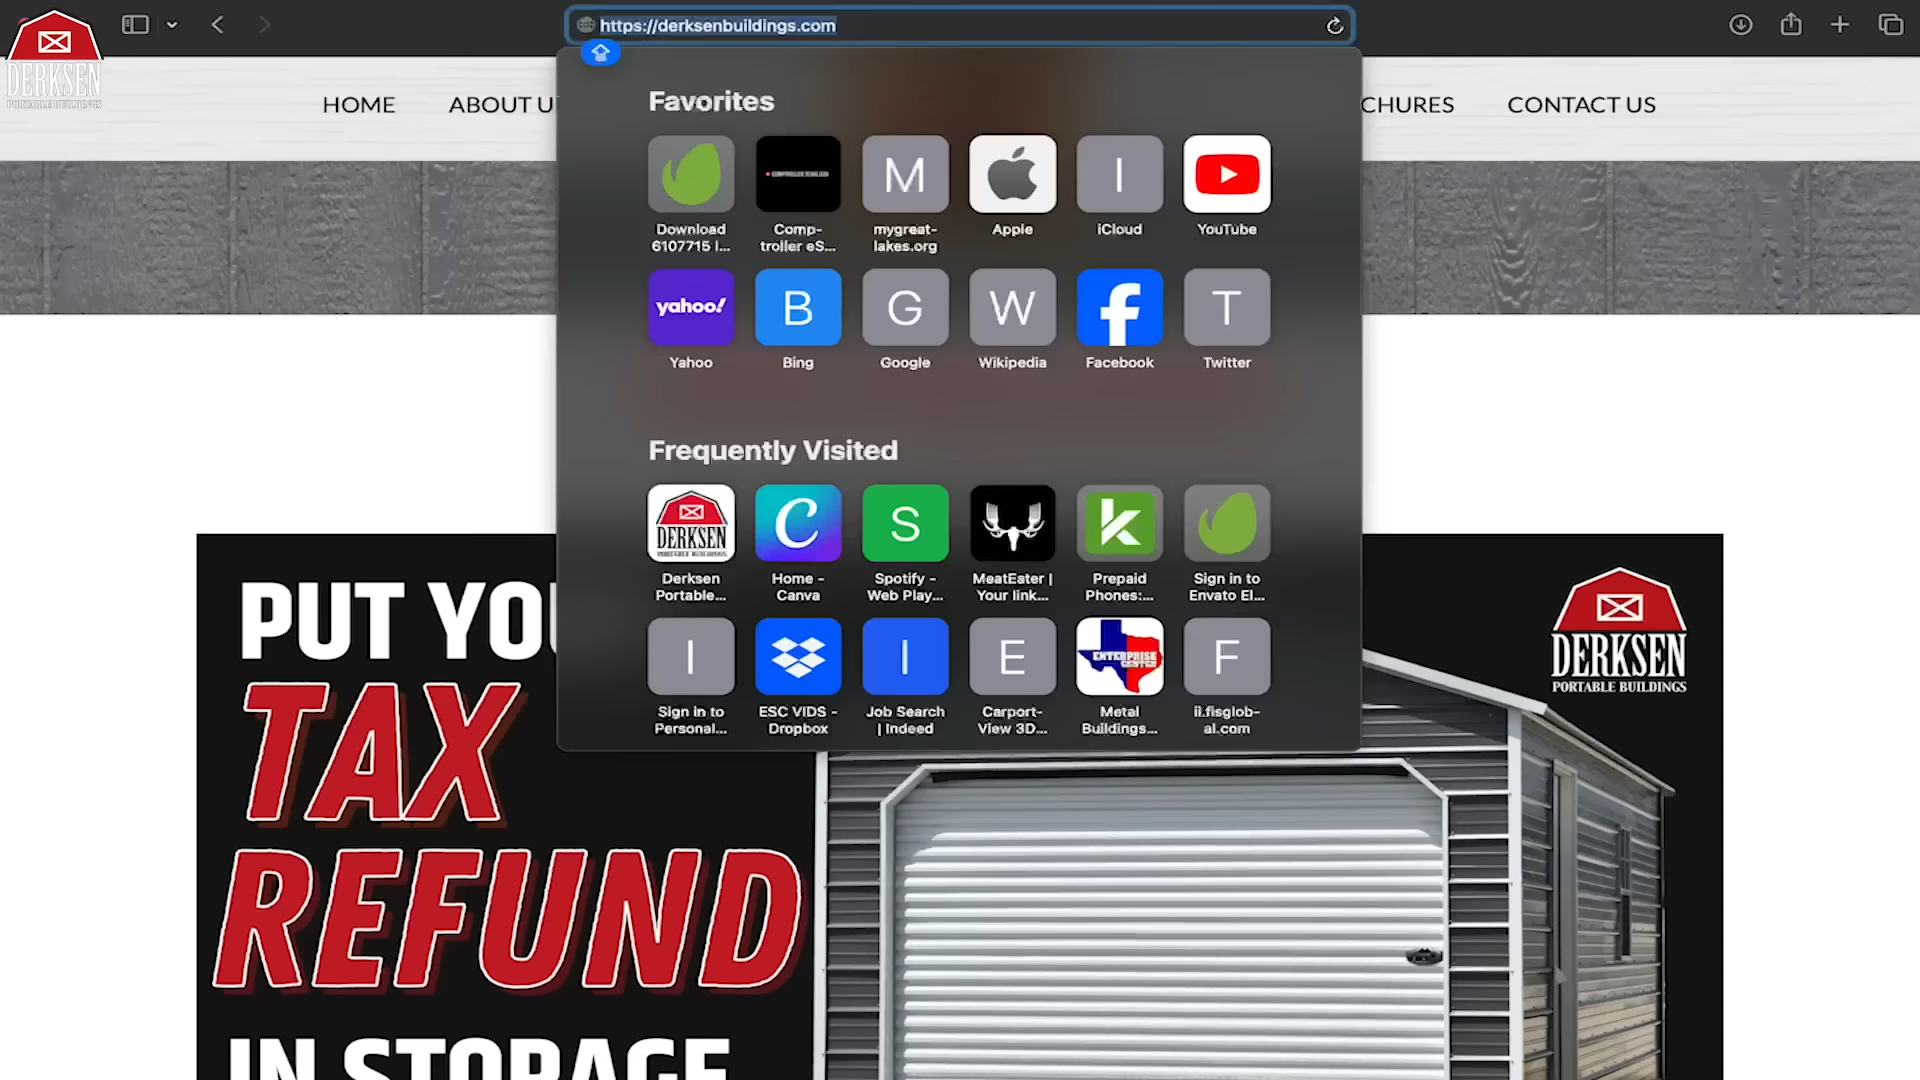 https://derksenbuildings.com
DERKSEN
PORTABLE BUILDINGS
HOME
ABOUT U
CHURES
CONTACT US
Favorites
Download
6107715 I...
Comp-
troller eS...
M
mygreat-
lakes.org
Apple
I
iCloud
YouTube
yahoo!
Yahoo
B
Bing
G
Google
W
Wikipedia
f
Facebook
T
Twitter
Frequently Visited
DERKSEN
PORTABLE BUILDINGS
Derksen
Portable...
C
Home -
Canva
S
Spotify -
Web Play...
MeatEater |
Your link...
k
Prepaid
Phones:...
Sign in to
Envato El...
I
Sign in to
Personal...
ESC VIDS -
Dropbox
I
Job Search
| Indeed
E
Carport-
View 3D...
ENTERPRISE
CENTER
Metal
Buildings...
F
ii.fisglob-
al.com
PUT YOU
TAX
REFUND
IN STORAGE
DERKSEN
PORTABLE BUILDINGS